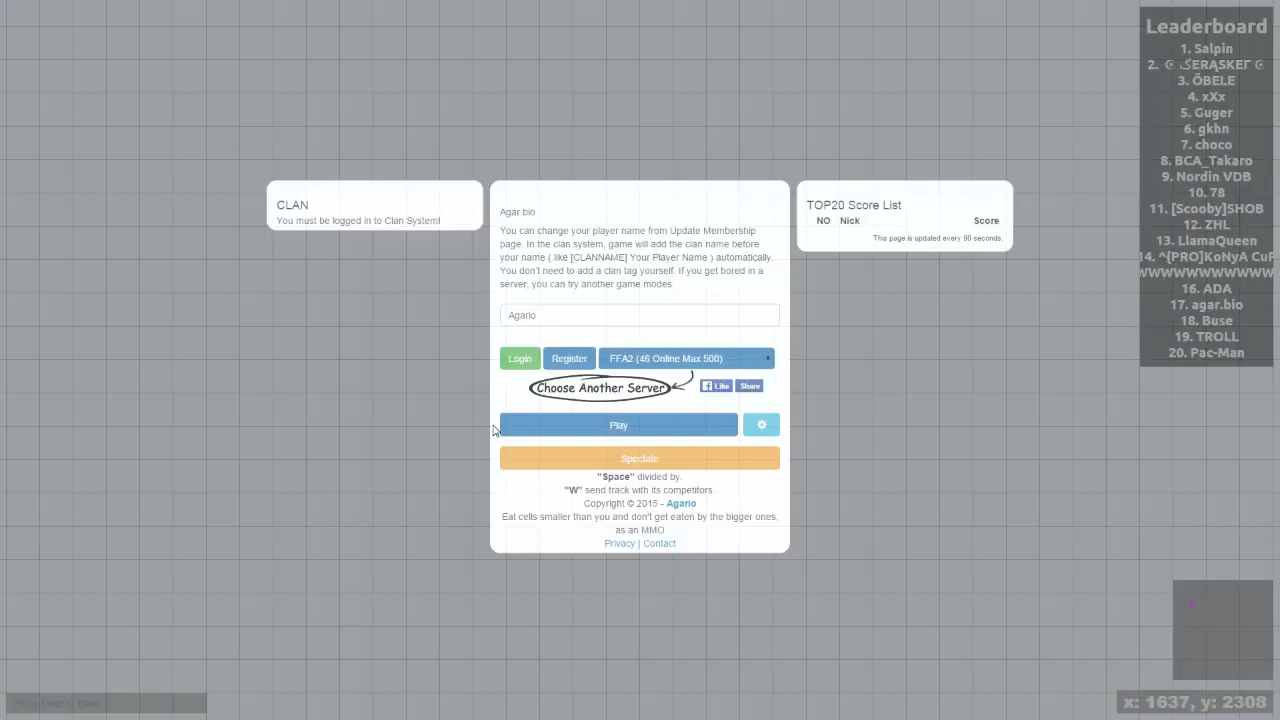 CLAN
You must be logged in to Clan System!
Agar.bio
You can change your player name from Update Membership
page. In the clan system, game will add the clan name before
your name ( like [CLANNAME] Your Player Name ) automatically.
You don't need to add a clan tag yourself. If you get bored in a
server, you can try another game modes.
Agario
Login
Register
FFA2 (46 Online Max 500)
Choose Another Server
Like
Share
Play
Spectate
"Space" divided by.
"W" send track with its competitors
Copyright © 2015 - Agario
Eat cells smaller than you and don't get eaten by the bigger ones,
as an MMO
Privacy | Contact
TOP20 Score List
NO Nick Score
This page is updated every 90 seconds.
Leaderboard
1. Salpin
2.
3. ÖBELE
4. xXx
5. Guger
6. gkhn
7. choco
8. BCA_Takaro
9. Nordin VDB
10. 78
11. [Scooby]SHOB
12. ZHL
13. LlamaQueen
14. ^{PRO]KoNyA CuP
WWWWWWWWWWW
16. ADA
17. agar.bio
18. Buse
19. TROLL
20. Pac-Man
x: 1637, y: 2308